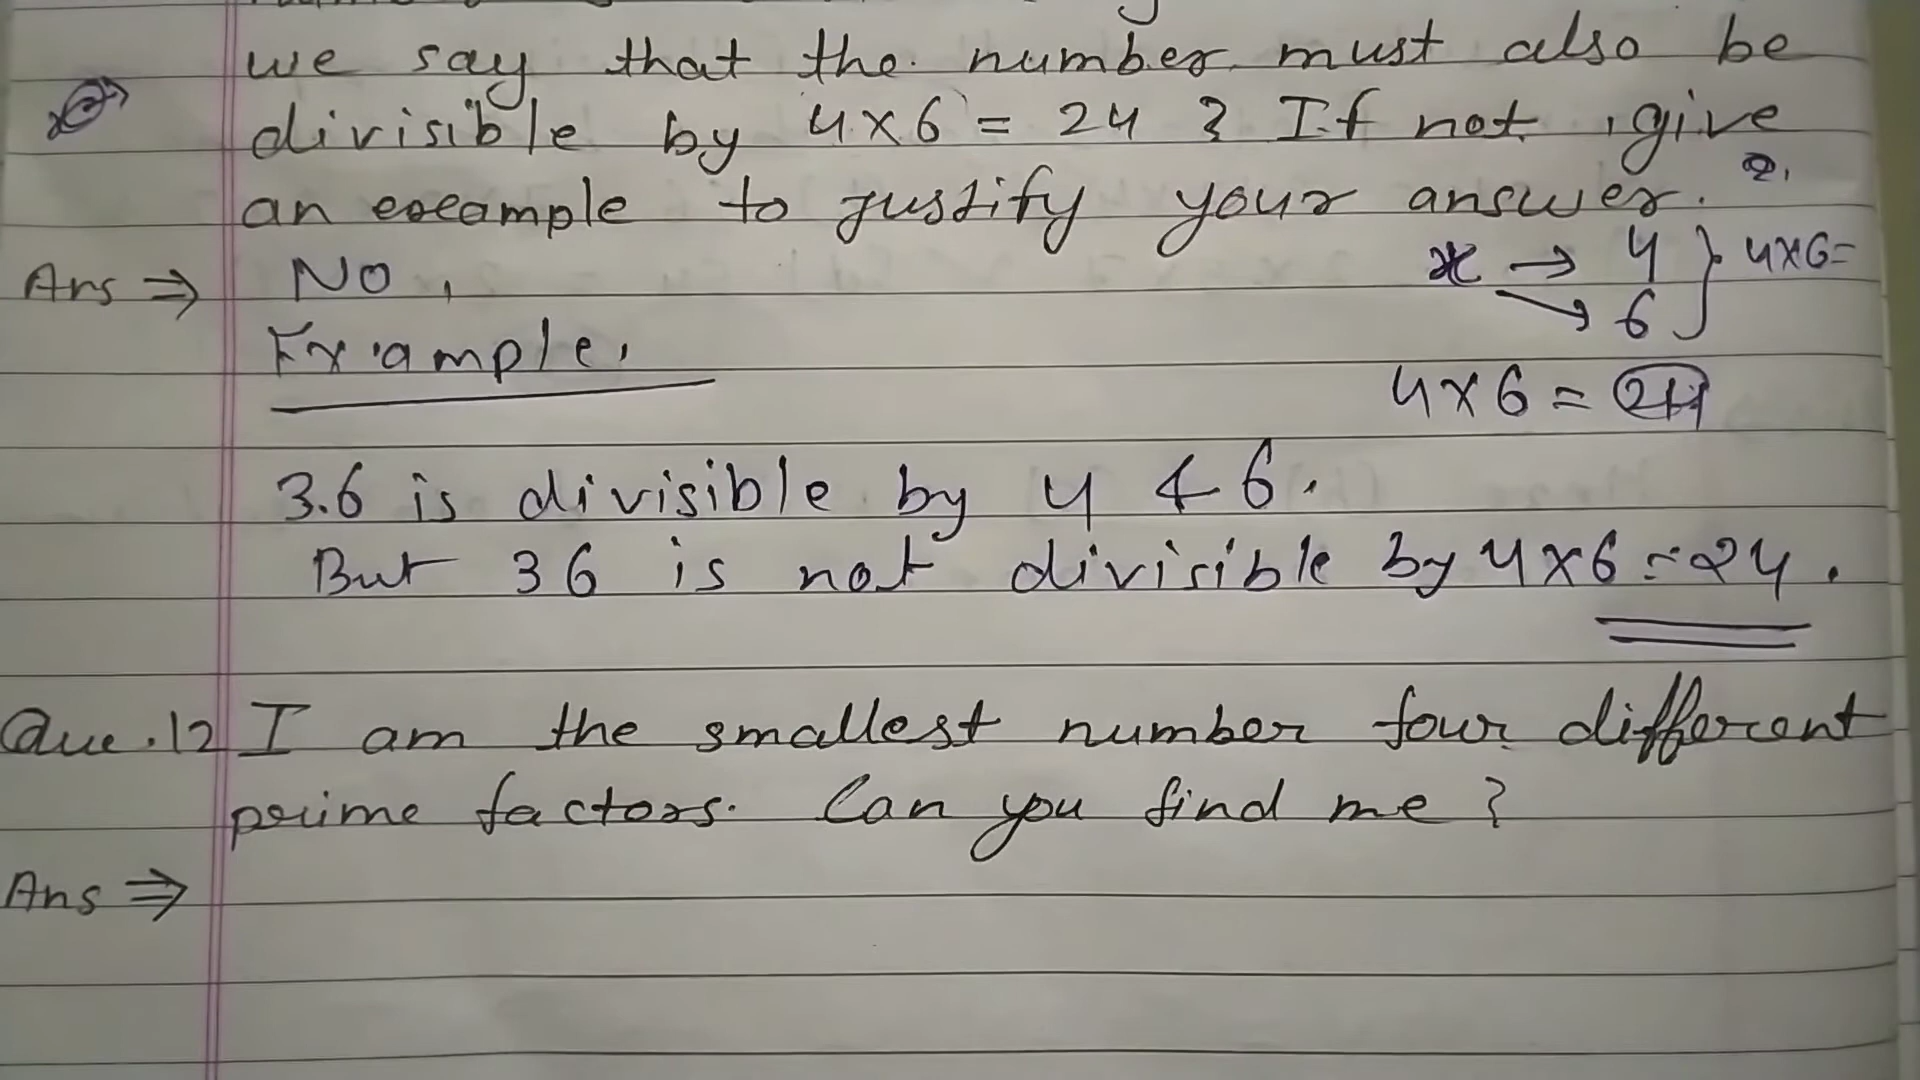 we say that the number must also be
divisible by 4×6 = 24 ? If not, give
an example to justify your answer.
Ans ⇒ No,
x → 4 } 4×6=
→ 6
Example.
4×6 = 24
3.6 is divisible by 4 & 6.
But 36 is not divisible by 4×6 = 24.
Que.12 I am the smallest number four different
prime factors. Can you find me ?
Ans ⇒